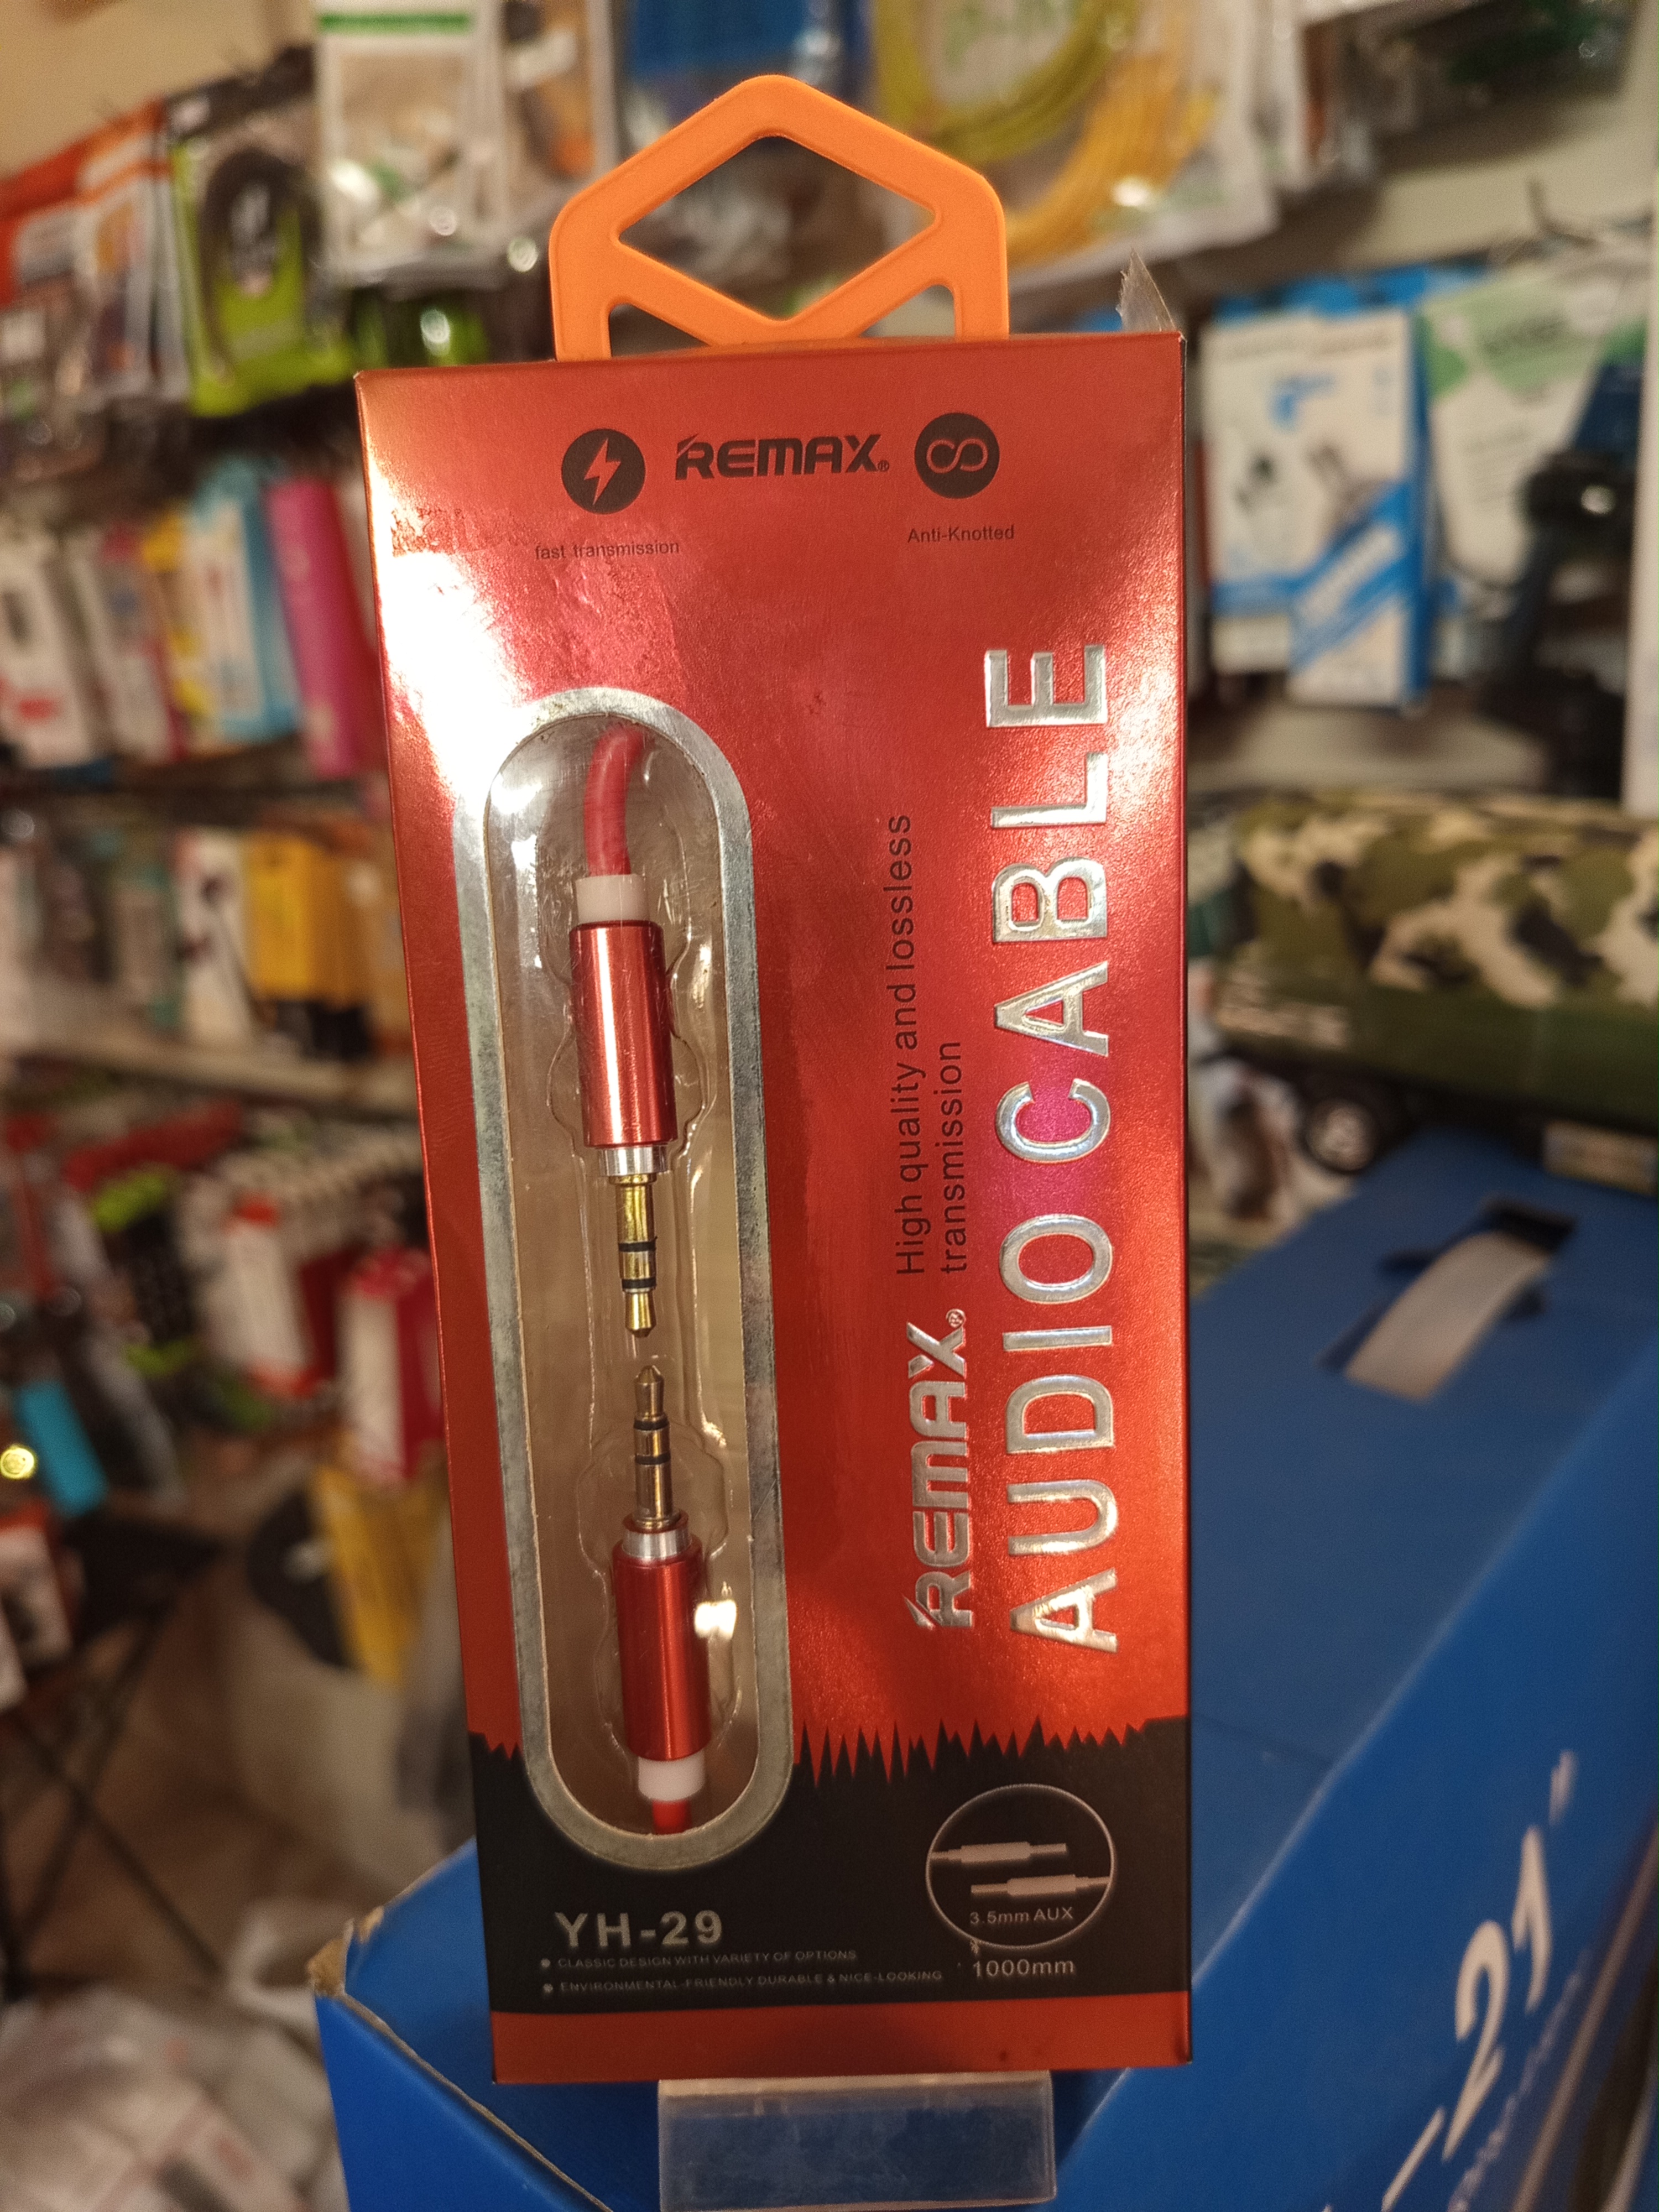 REMAX®
fast transmission
Anti-Knotted
High quality and lossless
transmission
REMAX®
AUDIO CABLE
YH-29
CLASSIC DESIGN WITH VARIETY OF OPTIONS
ENVIRONMENTAL-FRIENDLY DURABLE & NICE-LOOKING
3.5mm AUX
1000mm
-21"